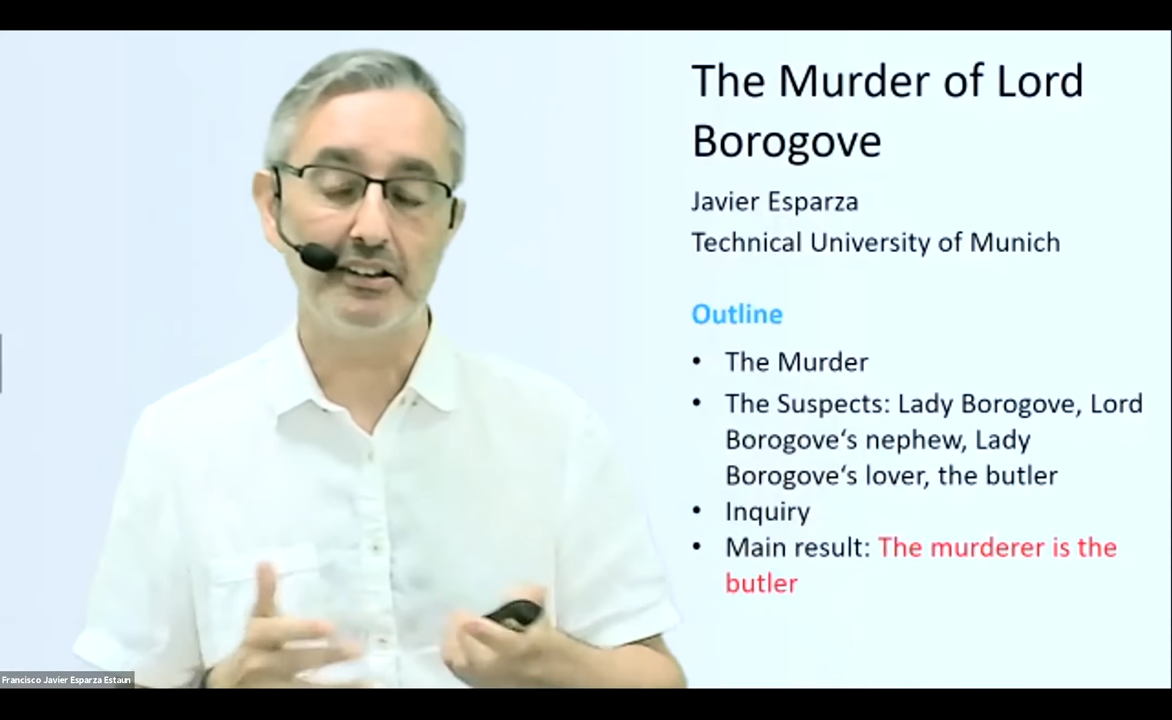 The Murder of Lord
Borogove
Javier Esparza
Technical University of Munich
Outline
• The Murder
• The Suspects: Lady Borogove, Lord
Borogove‘s nephew, Lady
Borogove‘s lover, the butler
• Inquiry
• Main result: The murderer is the
butler
Francisco Javier Esparza Estaun